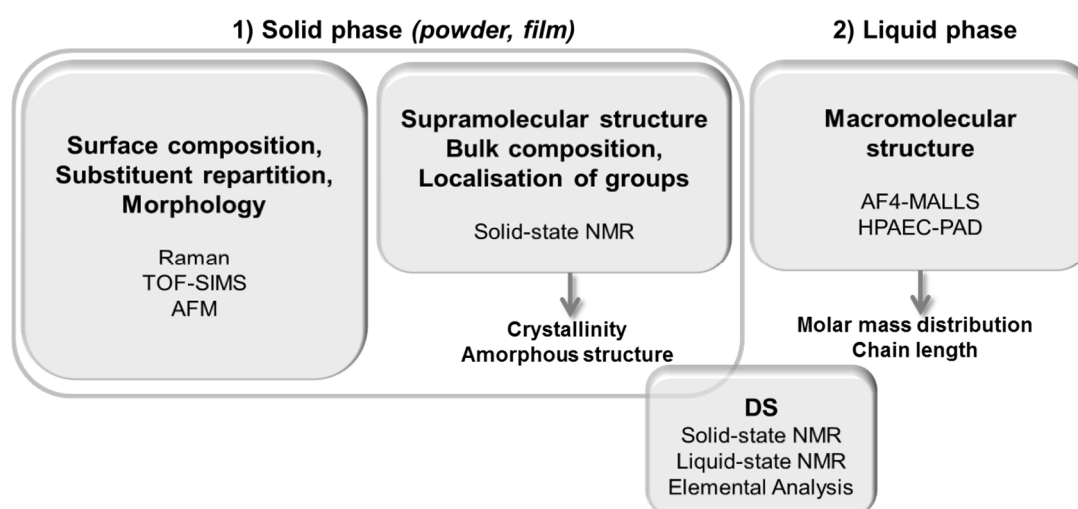 1) Solid phase (powder, film)
2) Liquid phase
Surface composition,
Substituent repartition,
Morphology
Raman
TOF-SIMS
AFM
Supramolecular structure
Bulk composition,
Localisation of groups
Solid-state NMR
Crystallinity
Amorphous structure
Macromolecular
structure
AF4-MALLS
HPAEC-PAD
Molar mass distribution
Chain length
DS
Solid-state NMR
Liquid-state NMR
Elemental Analysis